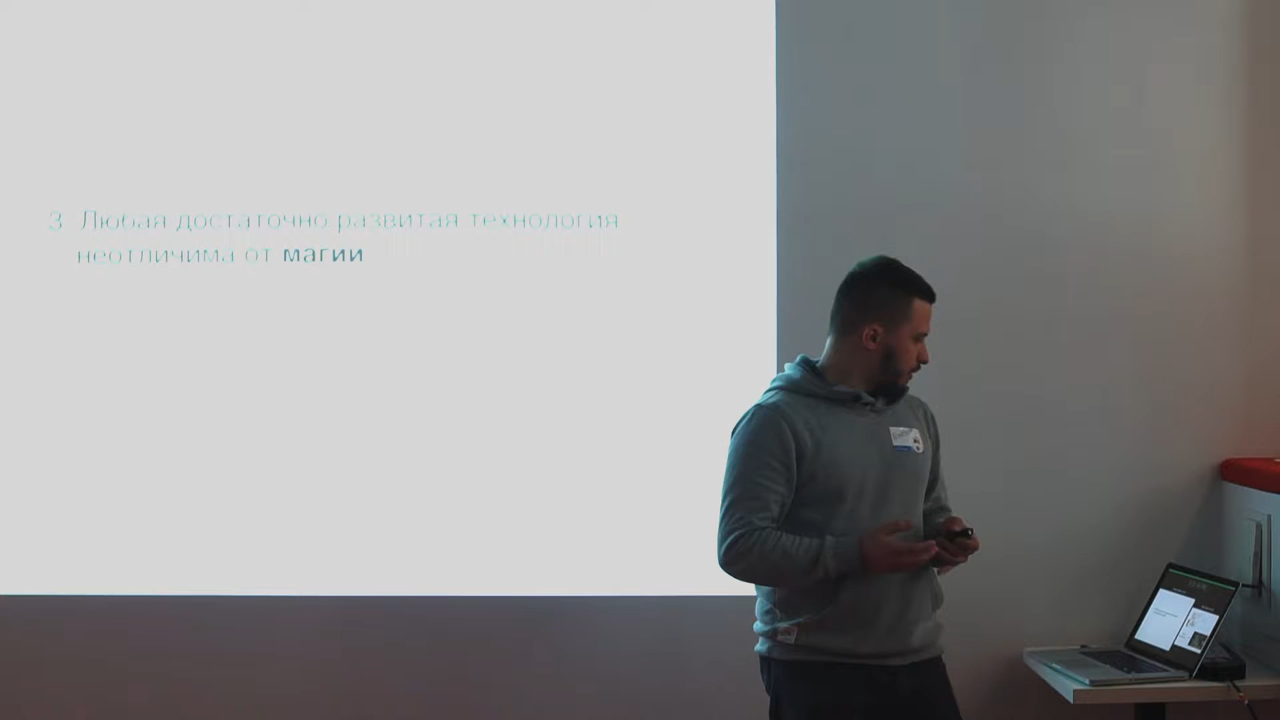 3 Любая достаточно развитая технология
неотличима от магии